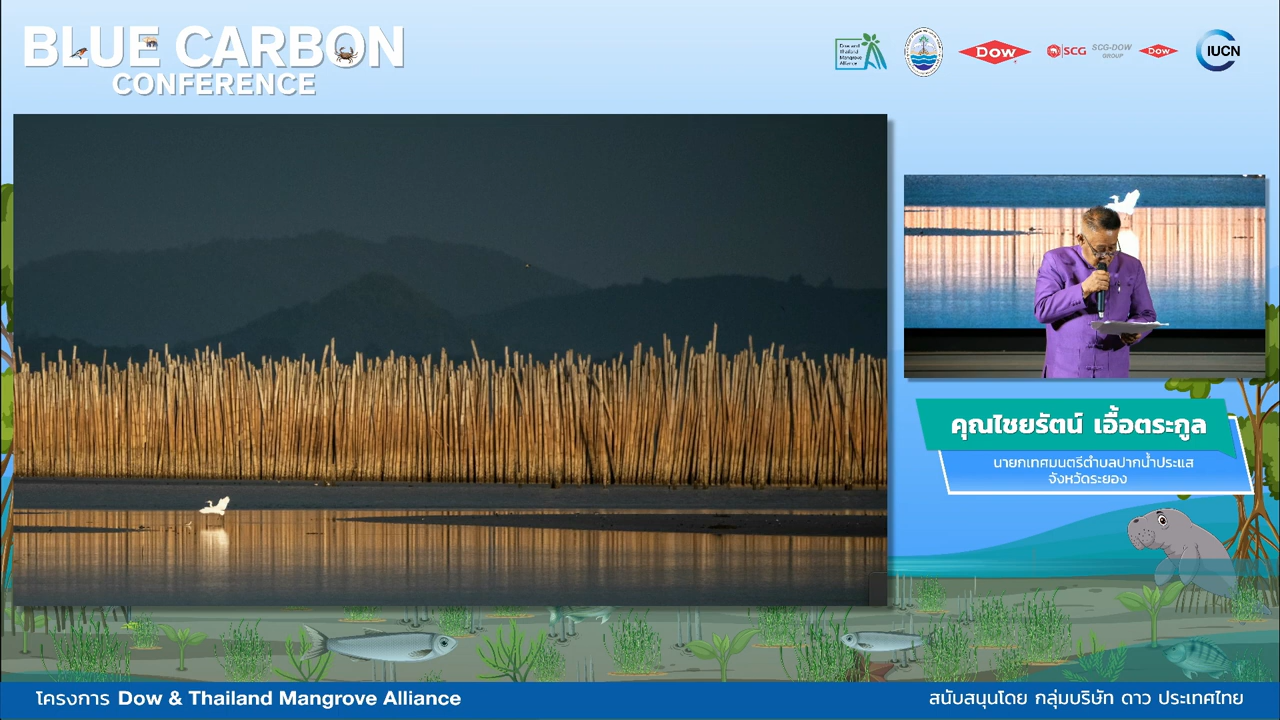 BLUE CARBON
CONFERENCE
Dow and
Thailand
Mangrove
Alliance
DOW
SCG
SCG-DOW
GROUP
DOW
IUCN
คุณไชยรัตน์ เอื้อตระกูล
นายกเทศมนตรีตำบลปากน้ำประแส
จังหวัดระยอง
โครงการ Dow & Thailand Mangrove Alliance
สนับสนุนโดย กลุ่มบริษัท ดาว ประเทศไทย